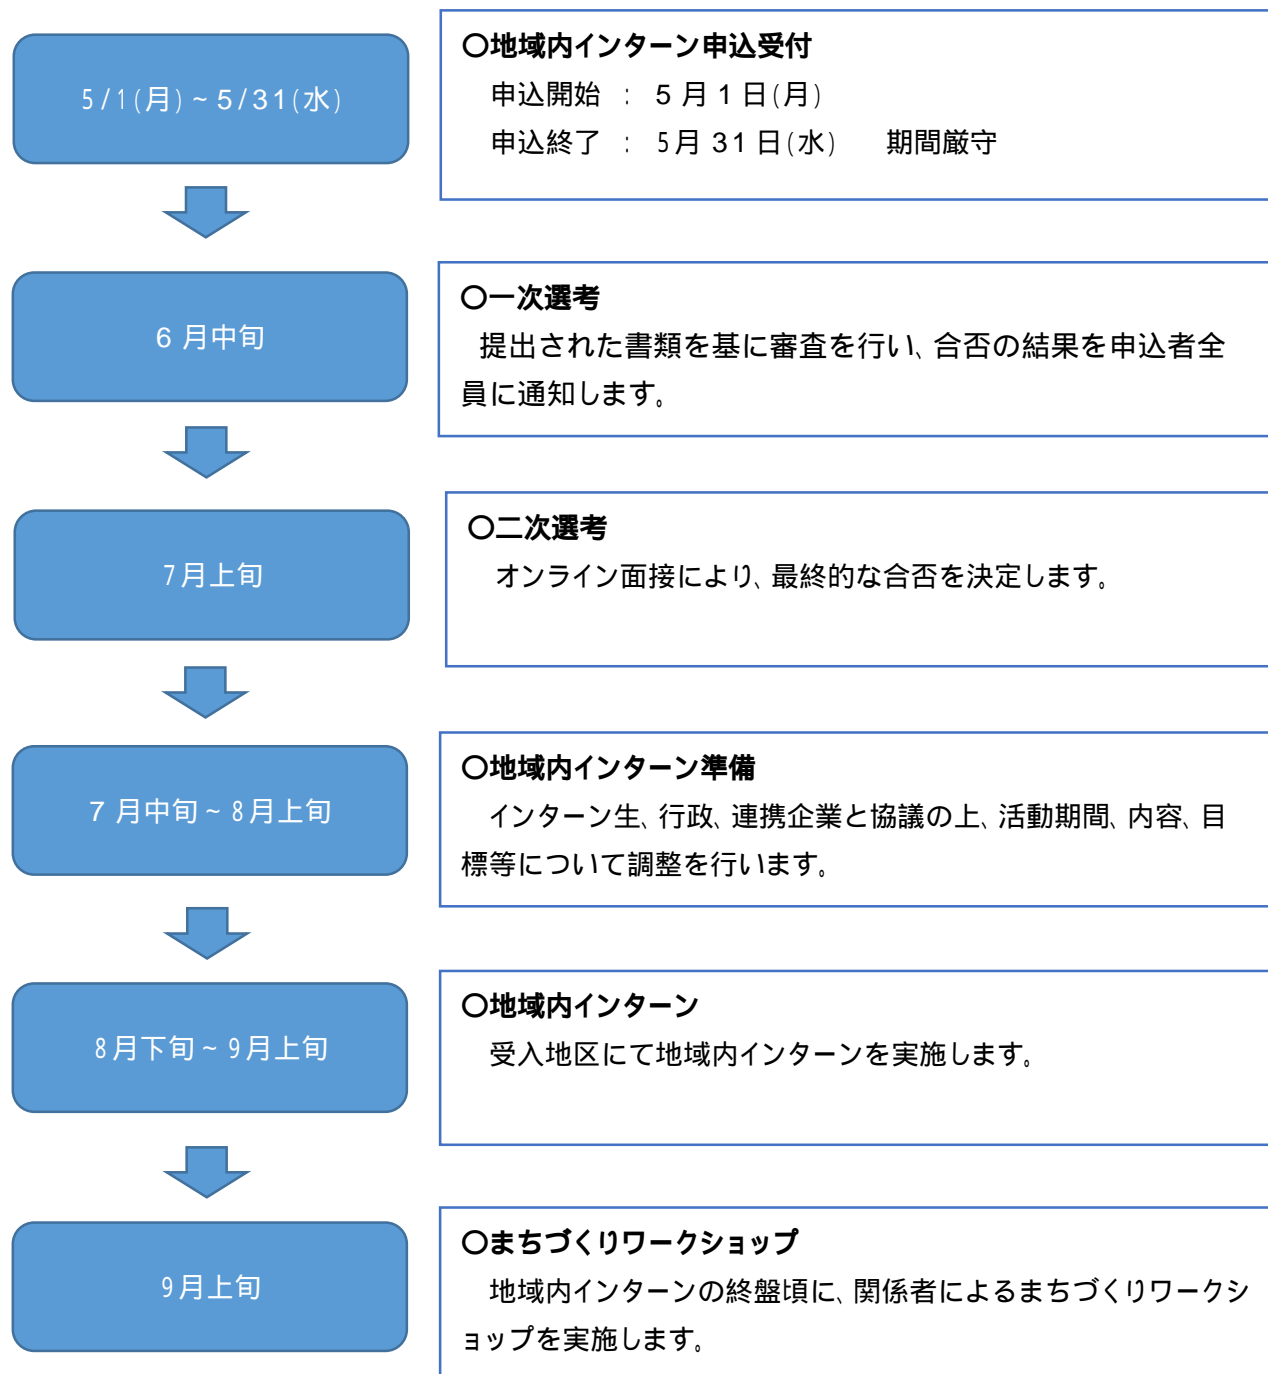 5/1(月)~5/31(水)
〇地域内インターン申込受付
申込開始 : 5月1日(月)
申込終了 : 5月31日(水) 期間厳守
6月中旬
〇一次選考
提出された書類を基に審査を行い、合否の結果を申込者全
員に通知します。
7月上旬
〇二次選考
オンライン面接により、最終的な合否を決定します。
7月中旬~8月上旬
〇地域内インターン準備
インターン生、行政、連携企業と協議の上、活動期間、内容、目
標等について調整を行います。
8月下旬~9月上旬
〇地域内インターン
受入地区にて地域内インターンを実施します。
9月上旬
〇まちづくりワークショップ
地域内インターンの終盤頃に、関係者によるまちづくりワークシ
ョップを実施します。